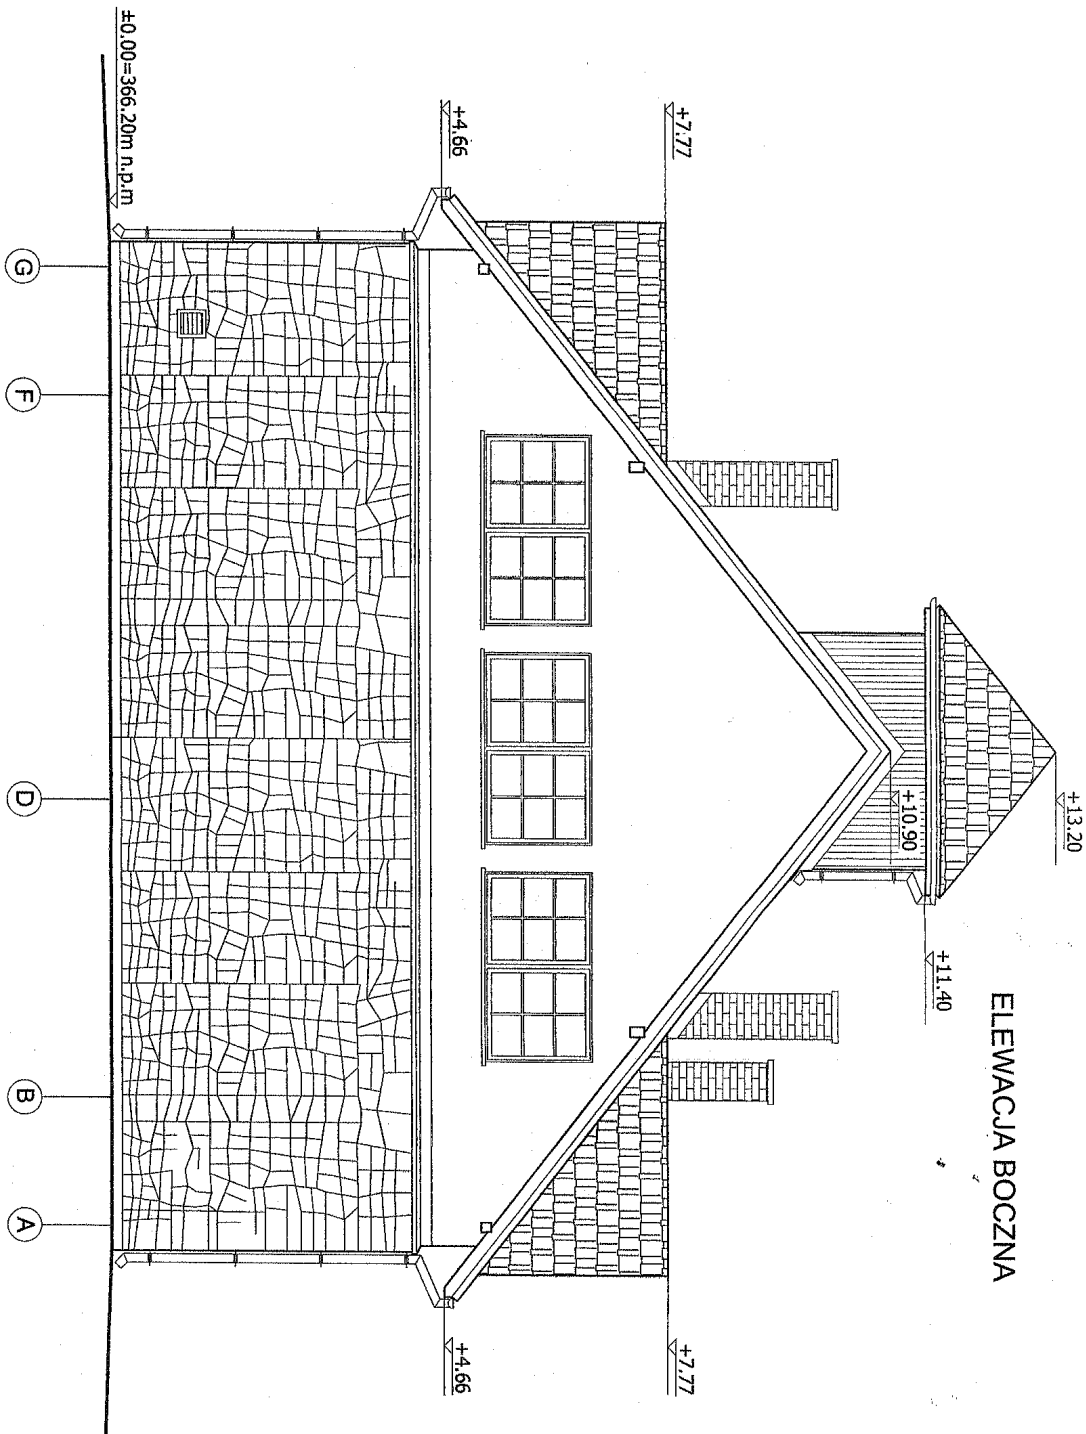 ELEWACJA BOCZNA
+13.20
+11.40
+10.90
+7.77
+7.77
+4.66
+4.66
±0.00=366.20m n.p.m
G
F
D
B
A